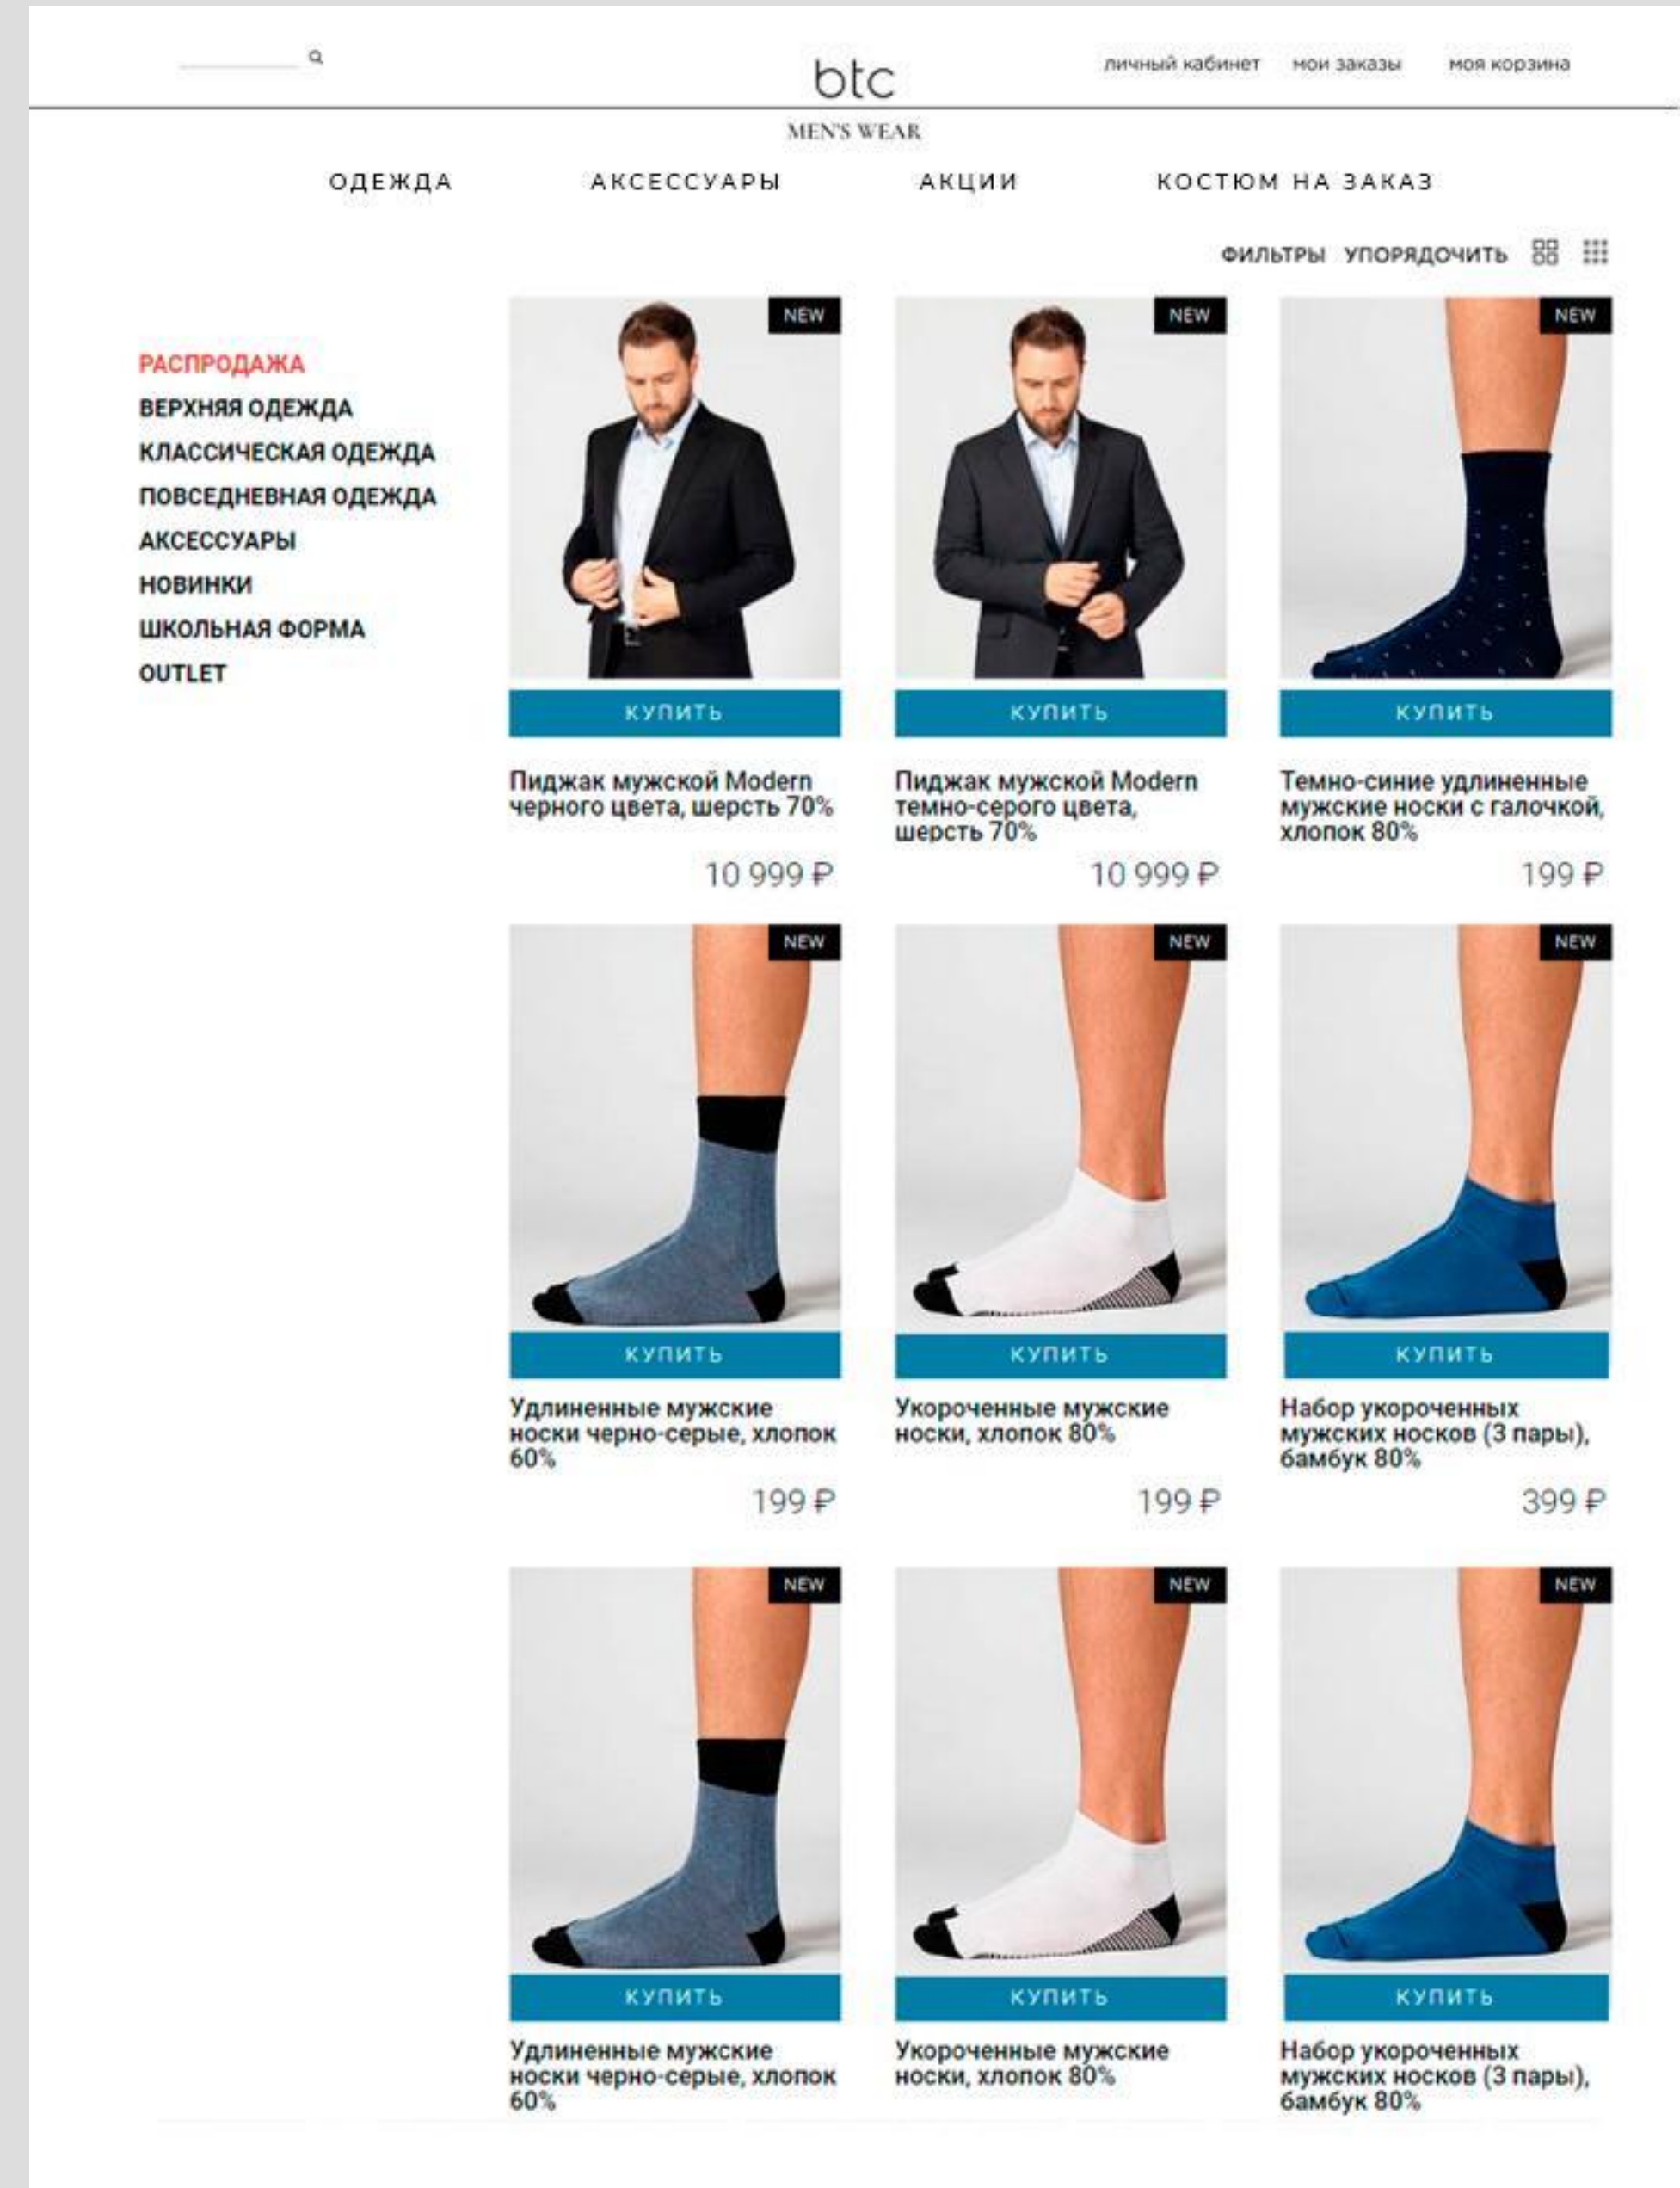 btc
личный кабинет мои заказы моя корзина
MEN'S WEAR
ОДЕЖДА АКСЕССУАРЫ АКЦИИ КОСТЮМ НА ЗАКАЗ
ФИЛЬТРЫ УПОРЯДОЧИТЬ
РАСПРОДАЖА
ВЕРХНЯЯ ОДЕЖДА
КЛАССИЧЕСКАЯ ОДЕЖДА
ПОВСЕДНЕВНАЯ ОДЕЖДА
АКСЕССУАРЫ
НОВИНКИ
ШКОЛЬНАЯ ФОРМА
OUTLET
NEW
КУПИТЬ
Пиджак мужской Modern
черного цвета, шерсть 70%
10 999 ₽
NEW
КУПИТЬ
Пиджак мужской Modern
темно-серого цвета,
шерсть 70%
10 999 ₽
NEW
КУПИТЬ
Темно-синие удлиненные
мужские носки с галочкой,
хлопок 80%
199 ₽
NEW
КУПИТЬ
Удлиненные мужские
носки черно-серые, хлопок
60%
199 ₽
NEW
КУПИТЬ
Укороченные мужские
носки, хлопок 80%
199 ₽
NEW
КУПИТЬ
Набор укороченных
мужских носков (3 пары),
бамбук 80%
399 ₽
NEW
КУПИТЬ
Удлиненные мужские
носки черно-серые, хлопок
60%
NEW
КУПИТЬ
Укороченные мужские
носки, хлопок 80%
NEW
КУПИТЬ
Набор укороченных
мужских носков (3 пары),
бамбук 80%